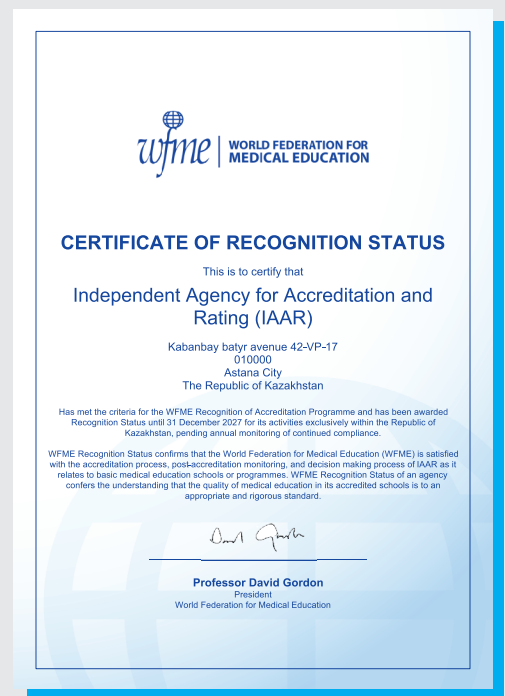 wfme
WORLD FEDERATION FOR
MEDICAL EDUCATION
CERTIFICATE OF RECOGNITION STATUS
This is to certify that
Independent Agency for Accreditation and
Rating (IAAR)
Kabanbay batyr avenue 42-VP-17
010000
Astana City
The Republic of Kazakhstan
Has met the criteria for the WFME Recognition of Accreditation Programme and has been awarded
Recognition Status until 31 December 2027 for its activities exclusively within the Republic of
Kazakhstan, pending annual monitoring of continued compliance.
WFME Recognition Status confirms that the World Federation for Medical Education (WFME) is satisfied
with the accreditation process, post-accreditation monitoring, and decision making process of IAAR as it
relates to basic medical education schools or programmes. WFME Recognition Status of an agency
confers the understanding that the quality of medical education in its accredited schools is to an
appropriate and rigorous standard.
Professor David Gordon
President
World Federation for Medical Education